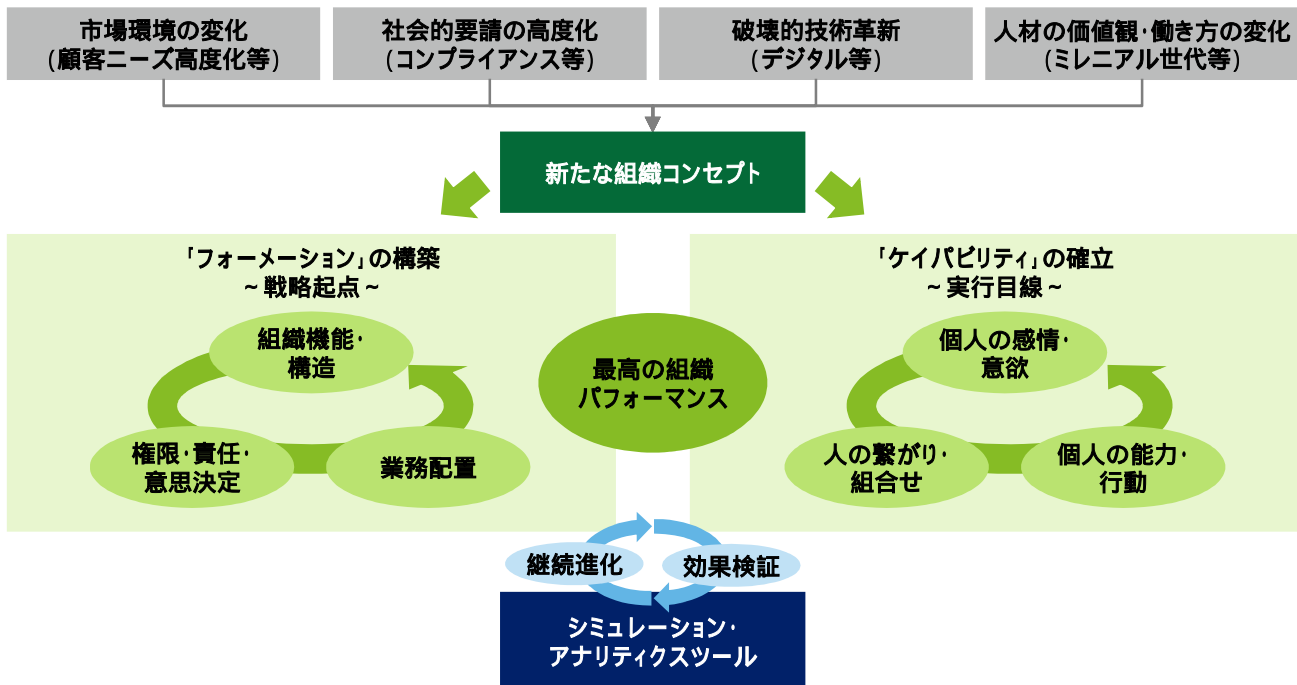 市場環境の変化
(顧客ニーズ高度化等)
社会的要請の高度化
(コンプライアンス等)
破壊的技術革新
(デジタル等)
人材の価値観･働き方の変化
(ミレニアル世代等)
新たな組織コンセプト
｢フォーメーション｣の構築
~戦略起点~
組織機能･
構造
権限･責任･
意思決定
業務配置
最高の組織
パフォーマンス
｢ケイパビリティ｣の確立
~実行目線~
個人の感情･
意欲
人の繋がり･
組合せ
個人の能力･
行動
継続進化
効果検証
シミュレーション･
アナリティクスツール